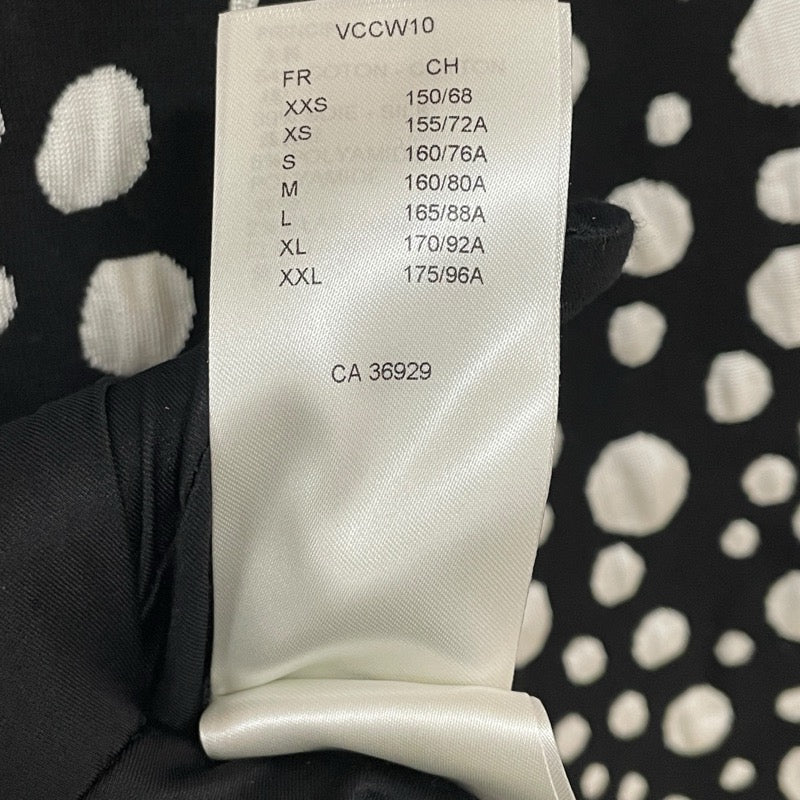 VCCW10
FR CH
XXS 150/68
XS 155/72A
S 160/76A
M 160/80A
L 165/88A
XL 170/92A
XXL 175/96A
CA 36929